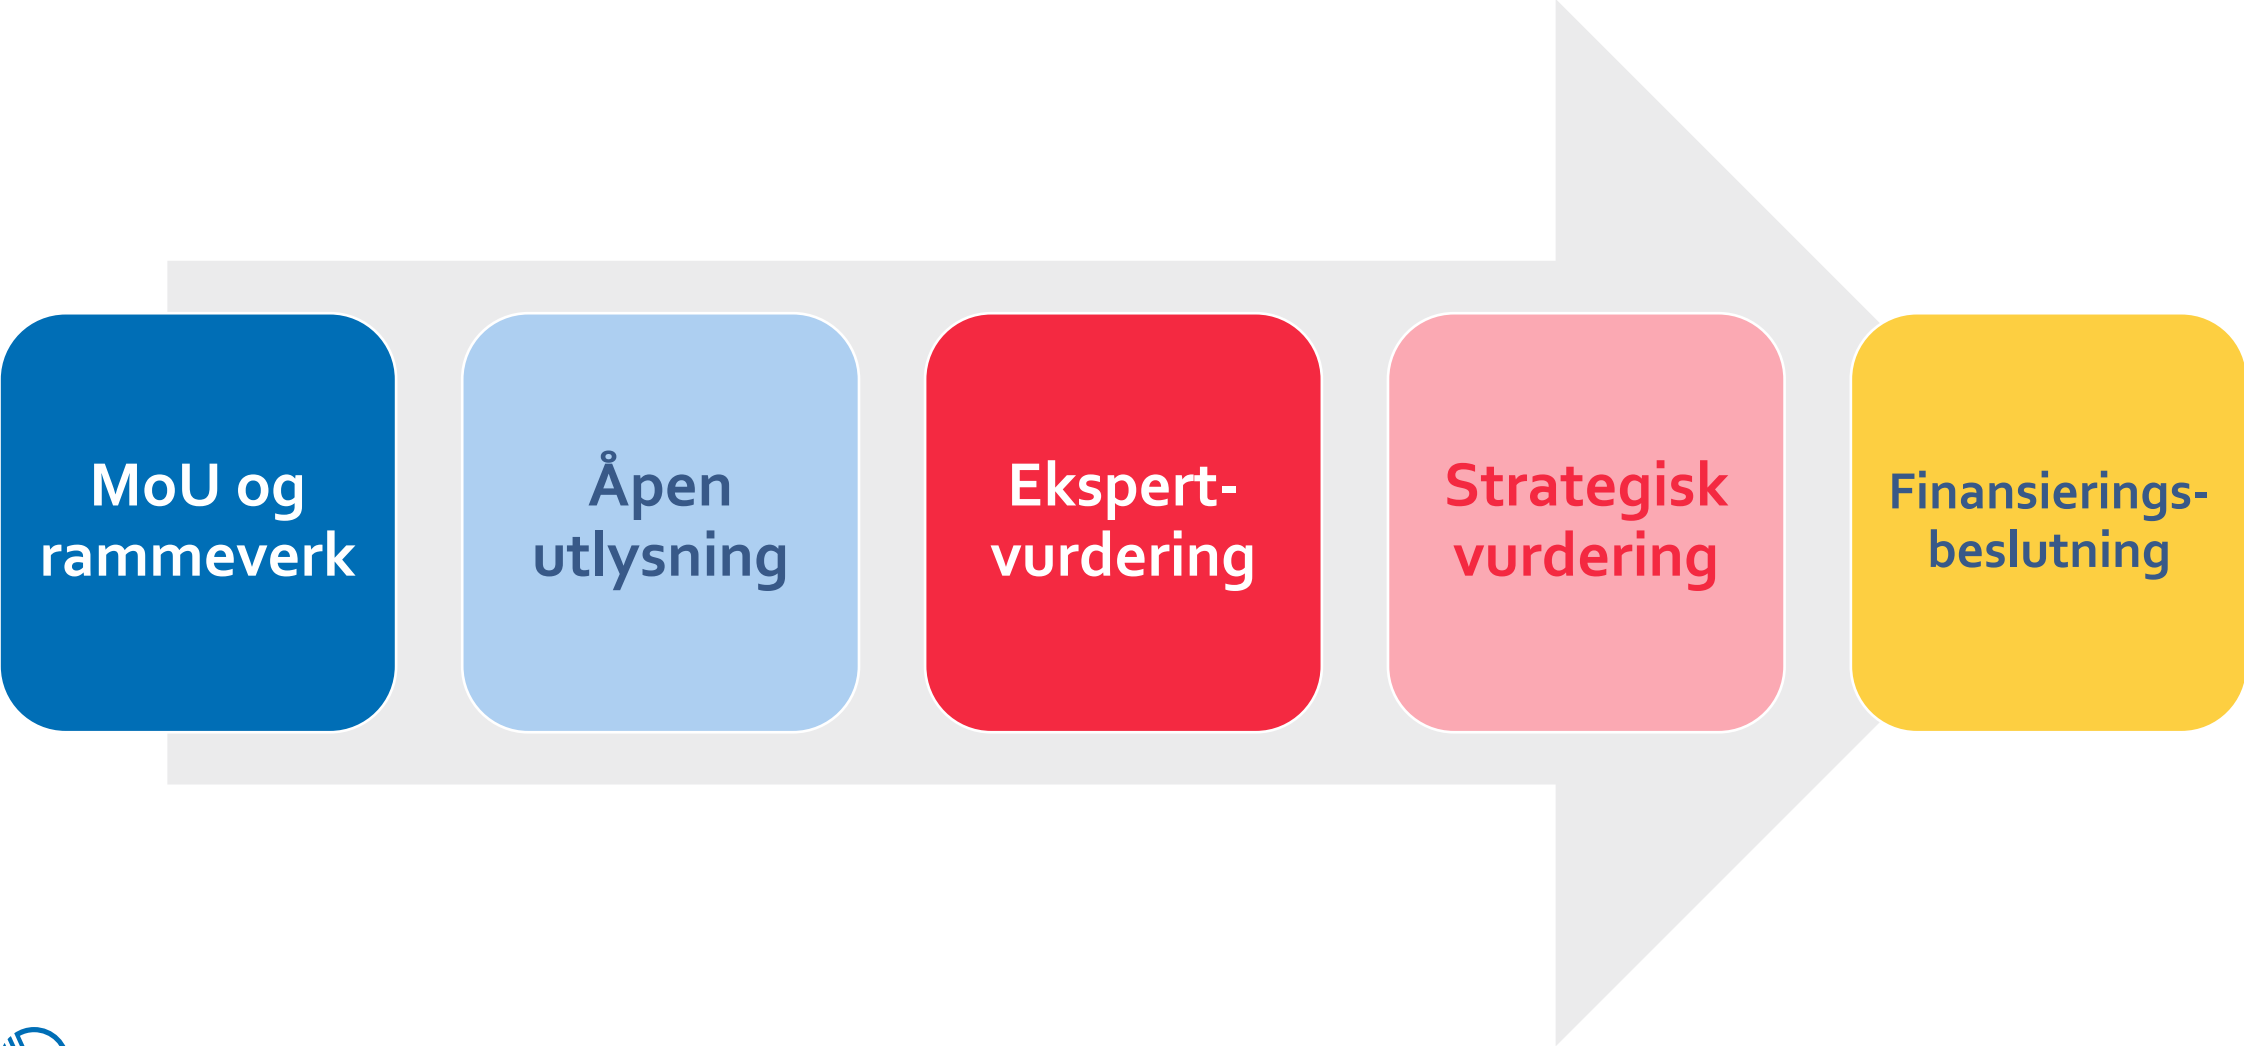 MoU og
rammeverk
Åpen
utlysning
Ekspert-
vurdering
Strategisk
vurdering
Finansierings-
beslutning